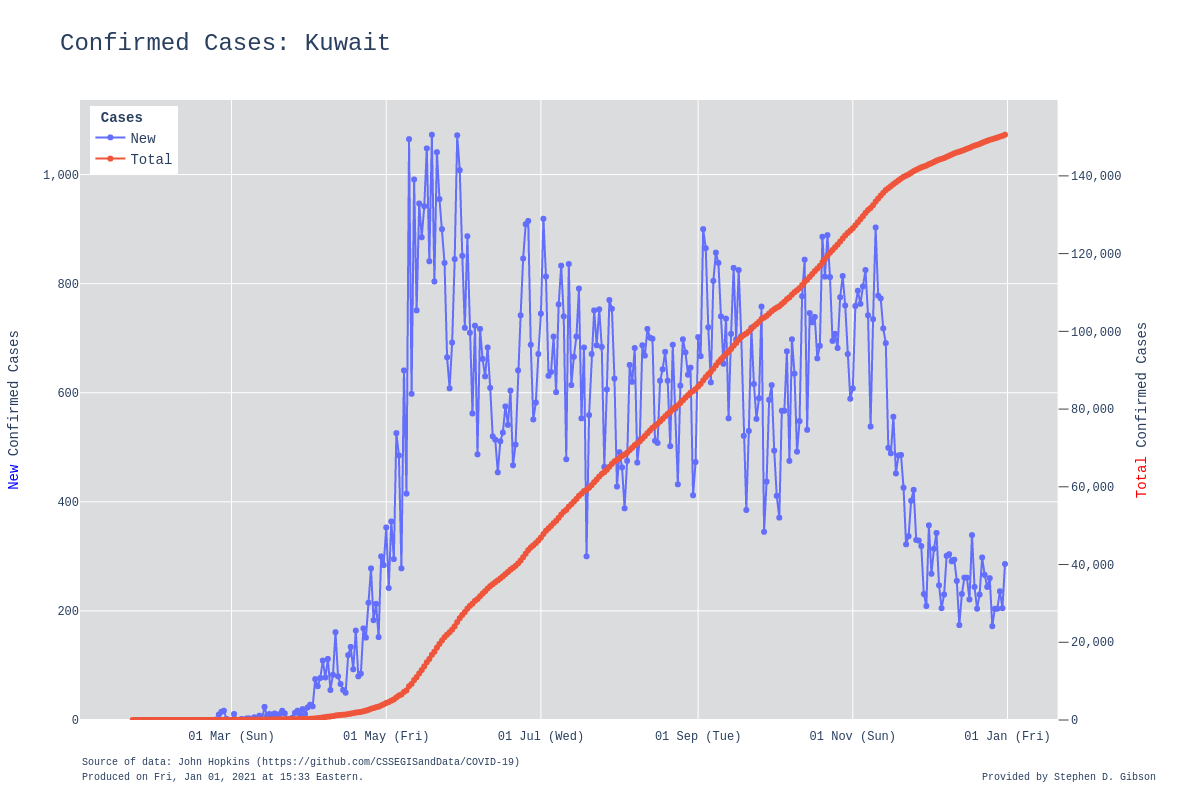 Confirmed Cases: Kuwait
Cases
New
Total
1,000
800
600
400
200
0
New Confirmed Cases
140,000
120,000
100,000
80,000
60,000
40,000
20,000
0
Total Confirmed Cases
01 Mar (Sun) 01 May (Fri) 01 Jul (Wed) 01 Sep (Tue) 01 Nov (Sun) 01 Jan (Fri)
Source of data: John Hopkins (https://github.com/CSSEGISandData/COVID-19)
Produced on Fri, Jan 01, 2021 at 15:33 Eastern.
Provided by Stephen D. Gibson